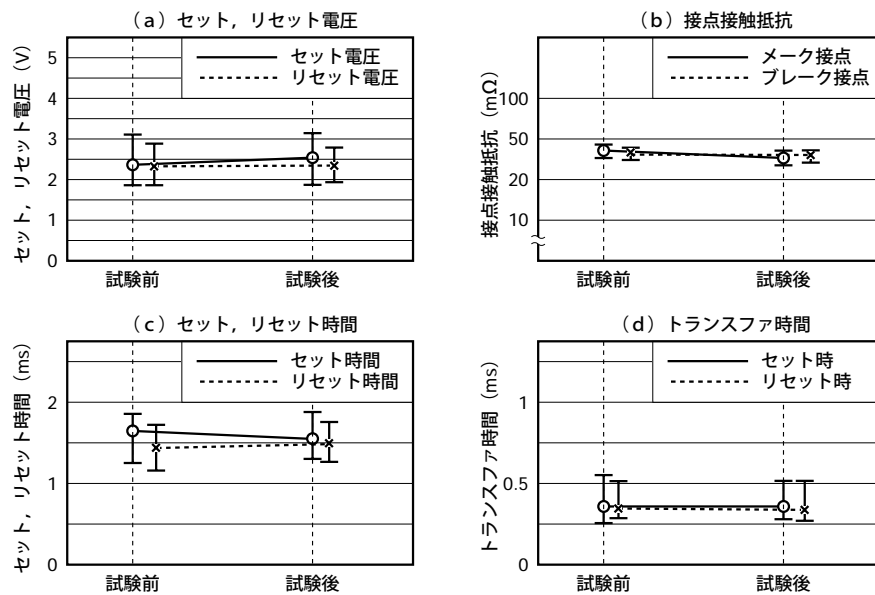 （a）セット，リセット電圧
セット，リセット電圧（V）
5
4
3
2
1
0
セット電圧
リセット電圧
試験前
試験後
（b）接点接触抵抗
接点接触抵抗（mΩ）
100
50
20
10
0
メーク接点
ブレーク接点
試験前
試験後
（c）セット，リセット時間
セット，リセット時間（ms）
2
1
0
セット時間
リセット時間
試験前
試験後
（d）トランスファ時間
トランスファ時間（ms）
1
0.5
0
セット時
リセット時
試験前
試験後